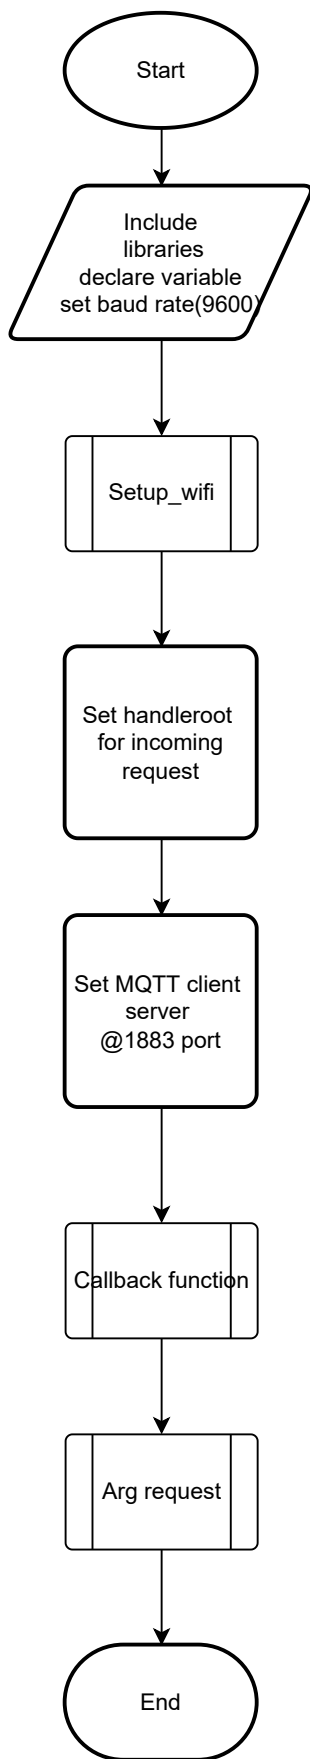 Start
Include
libraries
declare variable
set baud rate(9600)
Setup_wifi
Set handleroot
for incoming
request
Set MQTT client
server
@1883 port
Callback function
Arg request
End